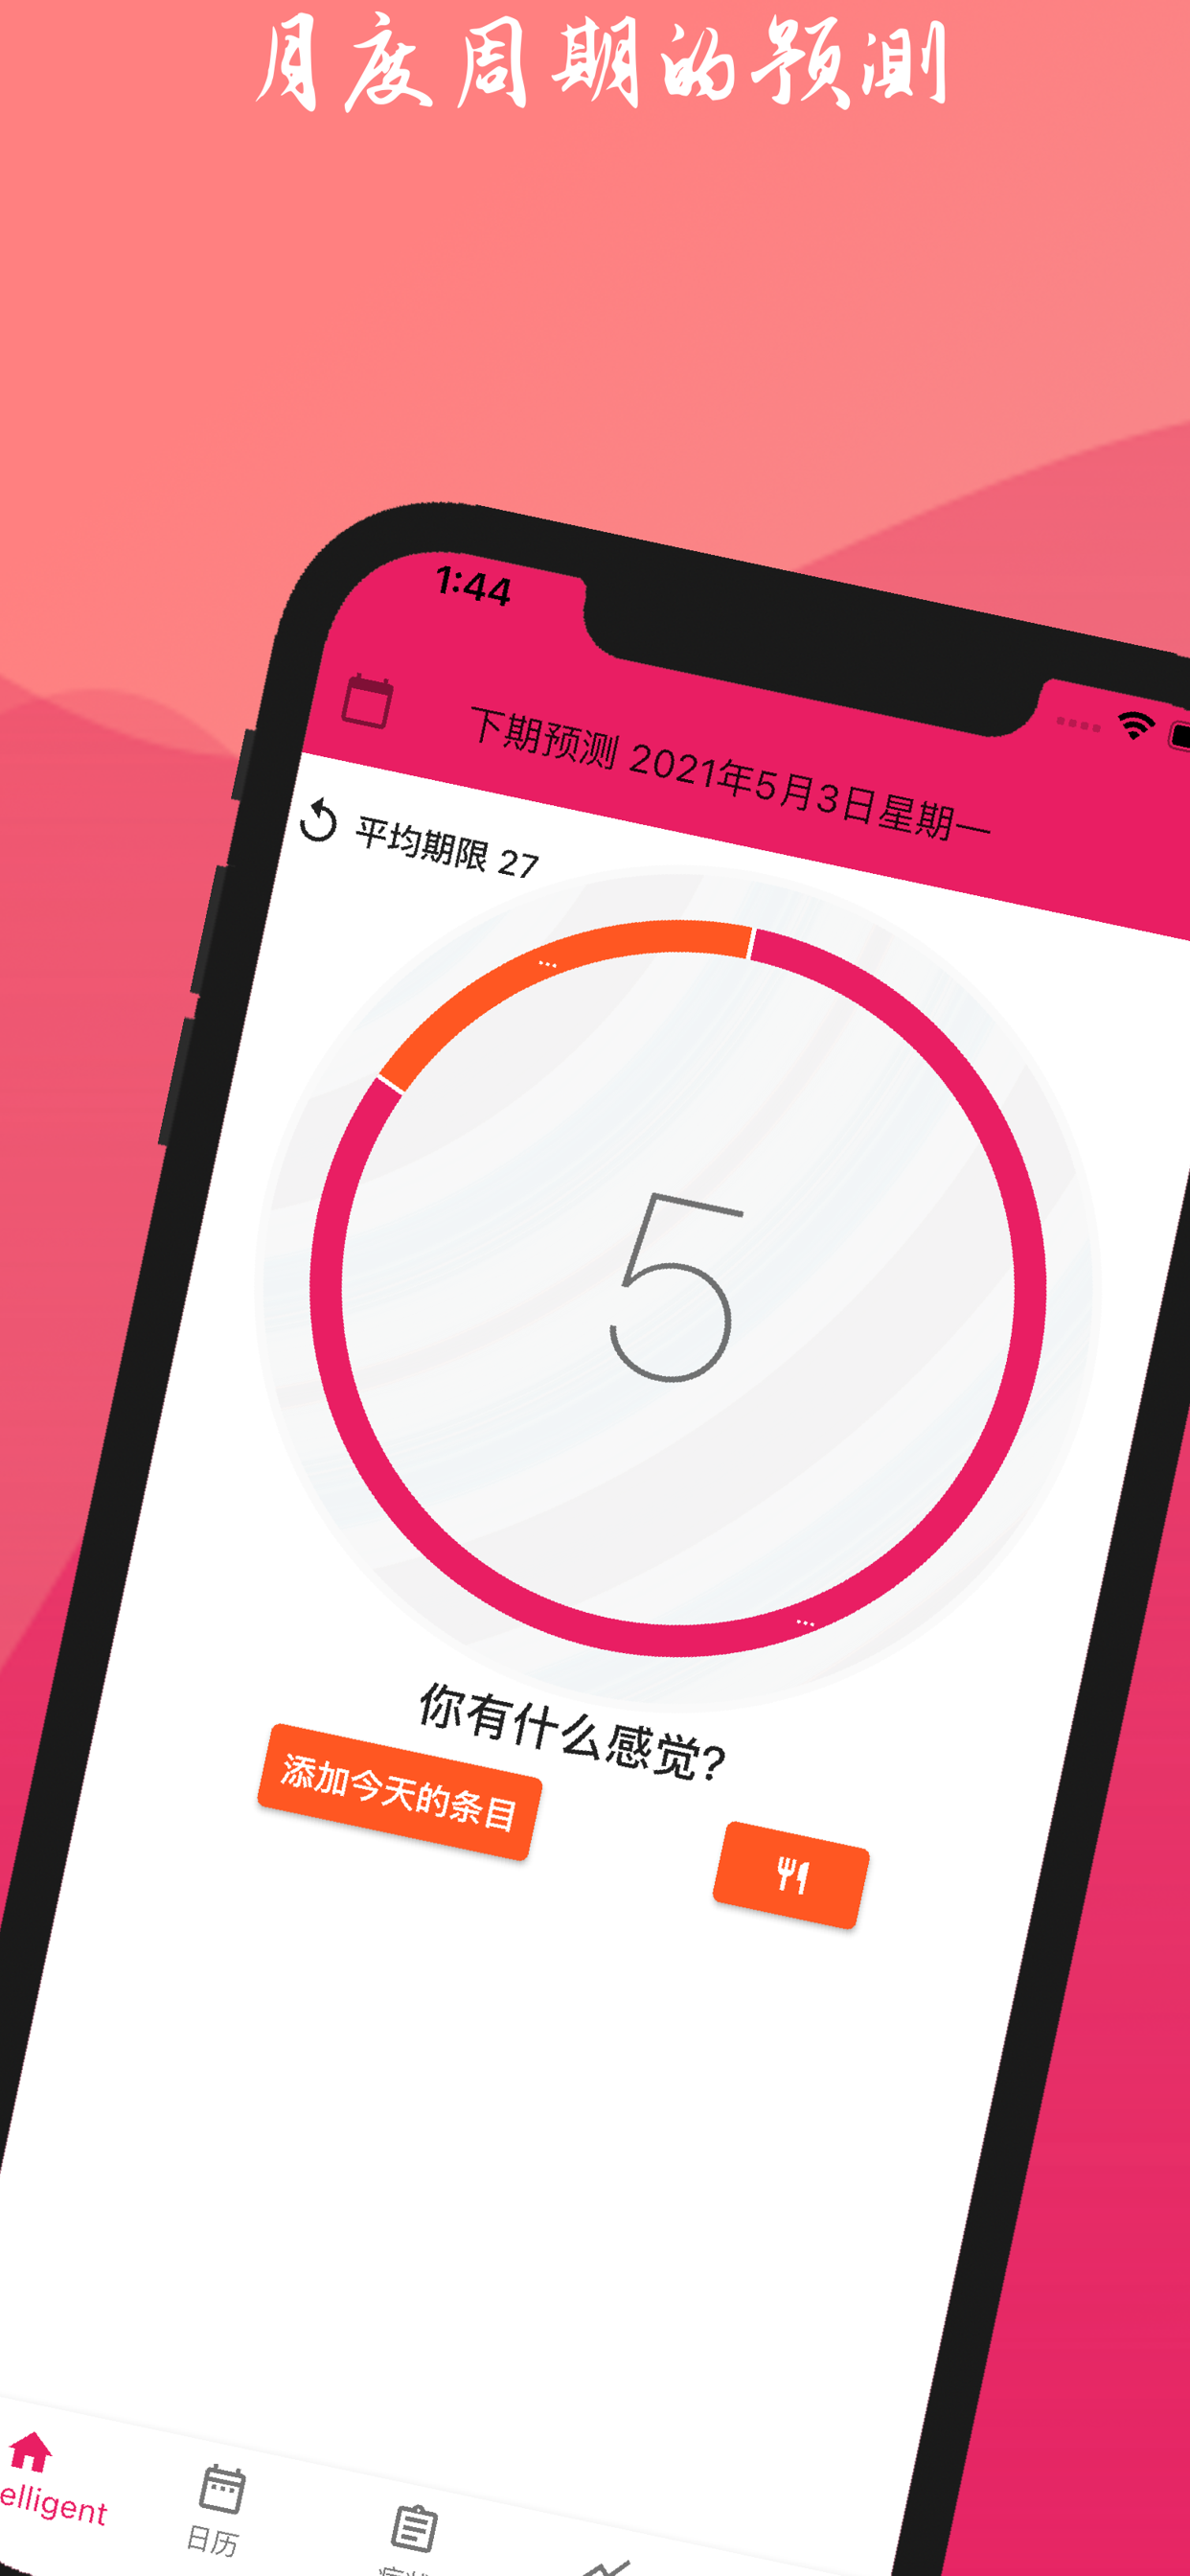 月度周期的预测
1:44
下期预测 2021年5月3日星期一
平均期限 27
5
你有什么感觉?
添加今天的条目
elligent
日历